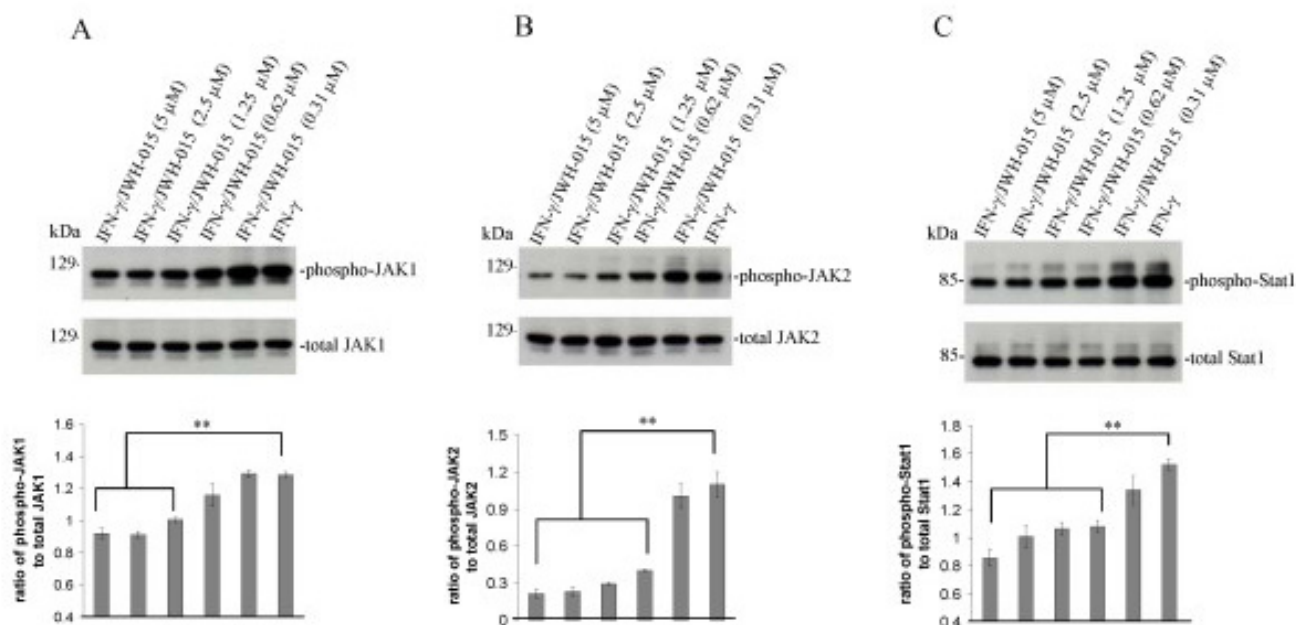 A
IFN-γ/JWH-015 (5 μM)
IFN-γ/JWH-015 (2.5 μM)
IFN-γ/JWH-015 (1.25 μM)
IFN-γ/JWH-015 (0.62 μM)
IFN-γ/JWH-015 (0.31 μM)
IFN-γ
kDa
129-
-phospho-JAK1
129-
-total JAK1
ratio of phospho-JAK1
to total JAK1
1.6
1.4
1.2
1
0.8
0.6
0.4
**
B
IFN-γ/JWH-015 (5 μM)
IFN-γ/JWH-015 (2.5 μM)
IFN-γ/JWH-015 (1.25 μM)
IFN-γ/JWH-015 (0.62 μM)
IFN-γ/JWH-015 (0.31 μM)
IFN-γ
kDa
129-
-phospho-JAK2
129-
-total JAK2
ratio of phospho-JAK2
to total JAK2
1.5
1.2
0.9
0.6
0.3
0
**
C
IFN-γ/JWH-015 (5 μM)
IFN-γ/JWH-015 (2.5 μM)
IFN-γ/JWH-015 (1.25 μM)
IFN-γ/JWH-015 (0.62 μM)
IFN-γ/JWH-015 (0.31 μM)
IFN-γ
kDa
85-
-phospho-Stat1
85-
-total Stat1
ratio of phospho-Stat1
to total Stat1
1.8
1.6
1.4
1.2
1
0.8
0.6
0.4
**